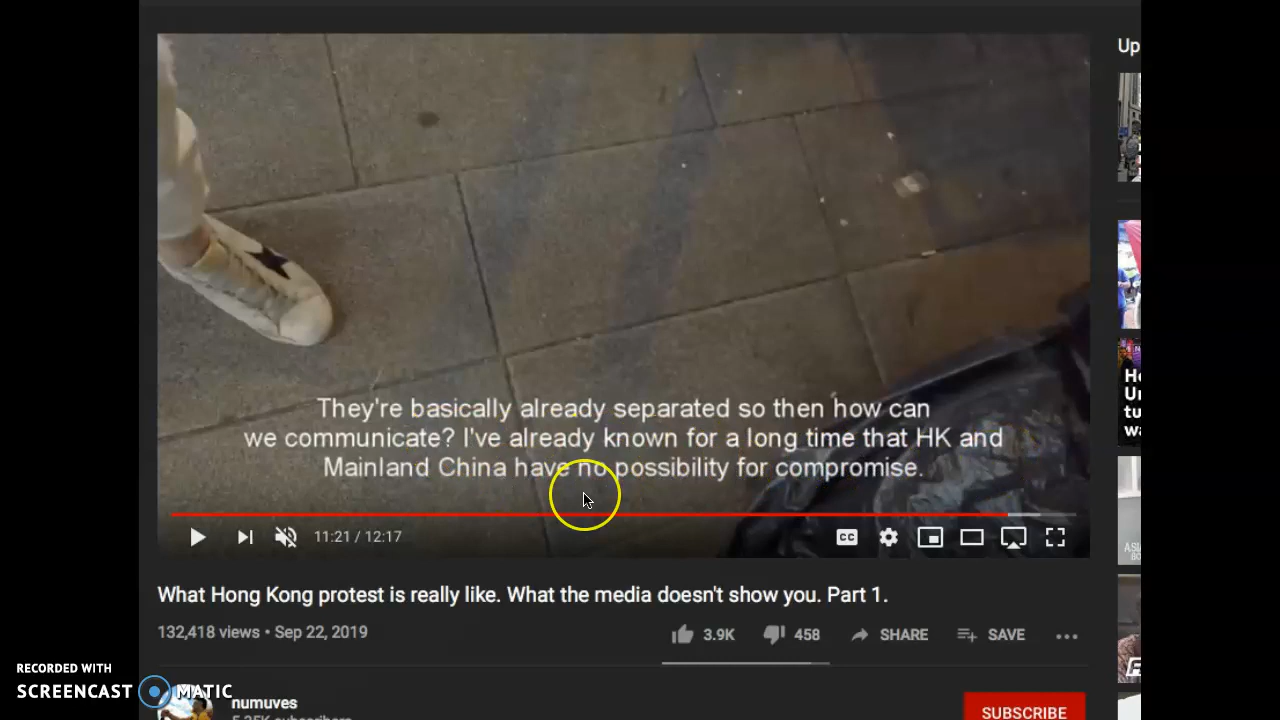 Up
They're basically already separated so then how can
we communicate? I've already known for a long time that HK and
Mainland China have no possibility for compromise.
11:21 / 12:17
CC
What Hong Kong protest is really like. What the media doesn't show you. Part 1.
132,418 views • Sep 22, 2019
3.9K
458
SHARE
SAVE
RECORDED WITH
SCREENCAST MATIC
numuves
SUBSCRIBE